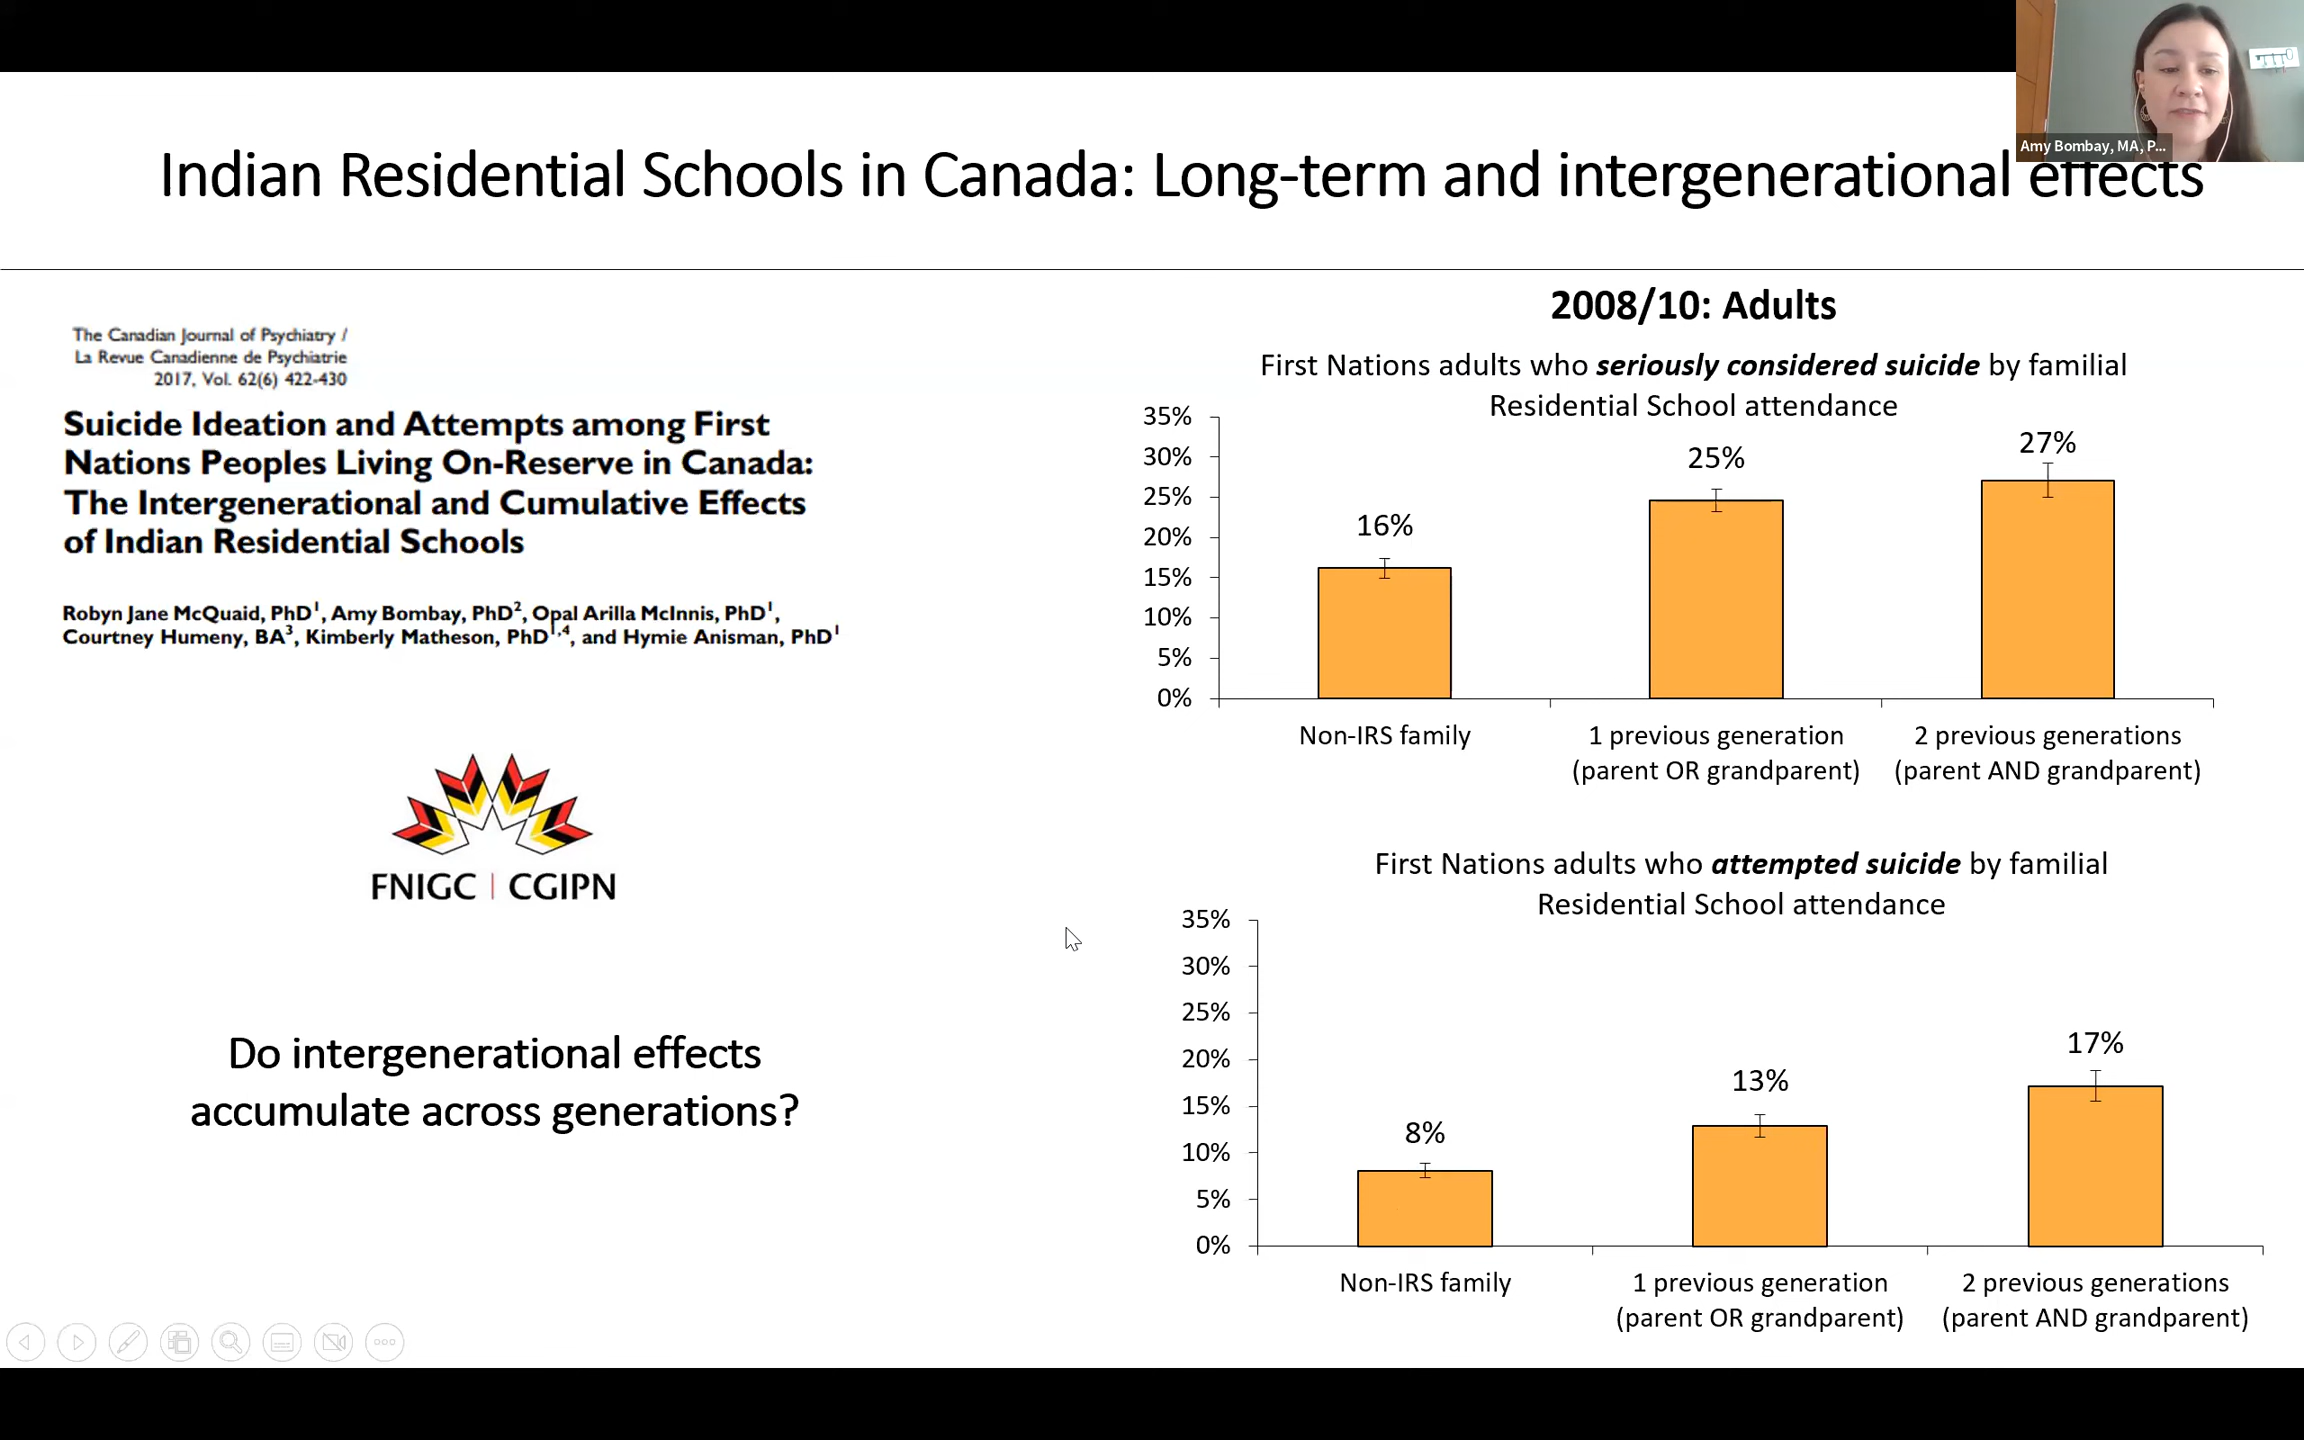 Amy Bombay, MA, P...
Indian Residential Schools in Canada: Long-term and intergenerational effects
The Canadian Journal of Psychiatry /
La Revue Canadienne de Psychiatrie
2017, Vol. 62(6) 422-430
Suicide Ideation and Attempts among First
Nations Peoples Living On-Reserve in Canada:
The Intergenerational and Cumulative Effects
of Indian Residential Schools
Robyn Jane McQuaid, PhD1, Amy Bombay, PhD2, Opal Arilla McInnis, PhD1,
Courtney Humeny, BA3, Kimberly Matheson, PhD1,4, and Hymie Anisman, PhD1
FNIGC | CGIPN
Do intergenerational effects
accumulate across generations?
2008/10: Adults
First Nations adults who seriously considered suicide by familial
Residential School attendance
35%
30%
25%
20%
15%
10%
5%
0%
16%
25%
27%
Non-IRS family
1 previous generation
(parent OR grandparent)
2 previous generations
(parent AND grandparent)
First Nations adults who attempted suicide by familial
Residential School attendance
35%
30%
25%
20%
15%
10%
5%
0%
8%
13%
17%
Non-IRS family
1 previous generation
(parent OR grandparent)
2 previous generations
(parent AND grandparent)